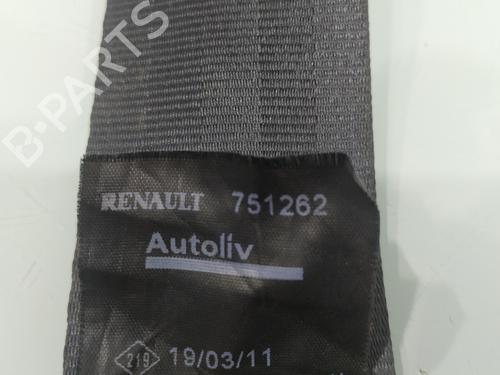 B-PARTS
RENAULT 751262
Autoliv
219 19/03/11